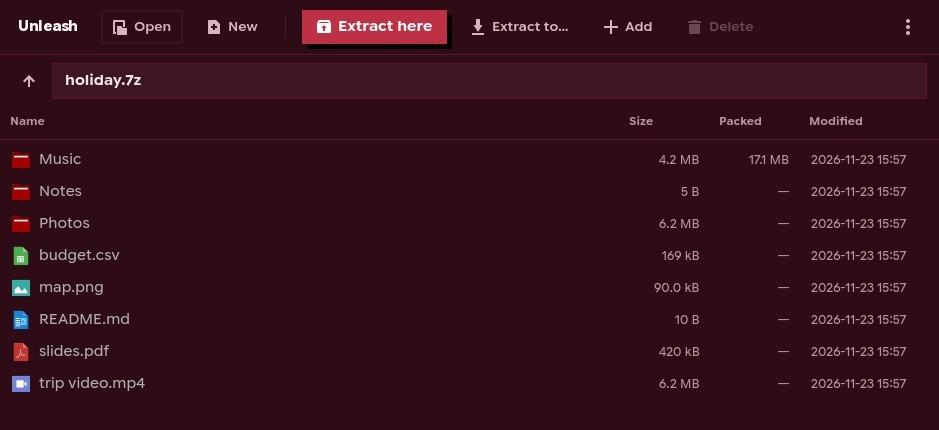 Unleash Open New Extract here Extract to... Add Delete
holiday.7z
Name Size Packed Modified
Music 4.2 MB 17.1 MB 2026-11-23 15:57
Notes 5 B — 2026-11-23 15:57
Photos 6.2 MB — 2026-11-23 15:57
budget.csv 169 kB — 2026-11-23 15:57
map.png 90.0 kB — 2026-11-23 15:57
README.md 10 B — 2026-11-23 15:57
slides.pdf 420 kB — 2026-11-23 15:57
trip video.mp4 6.2 MB — 2026-11-23 15:57